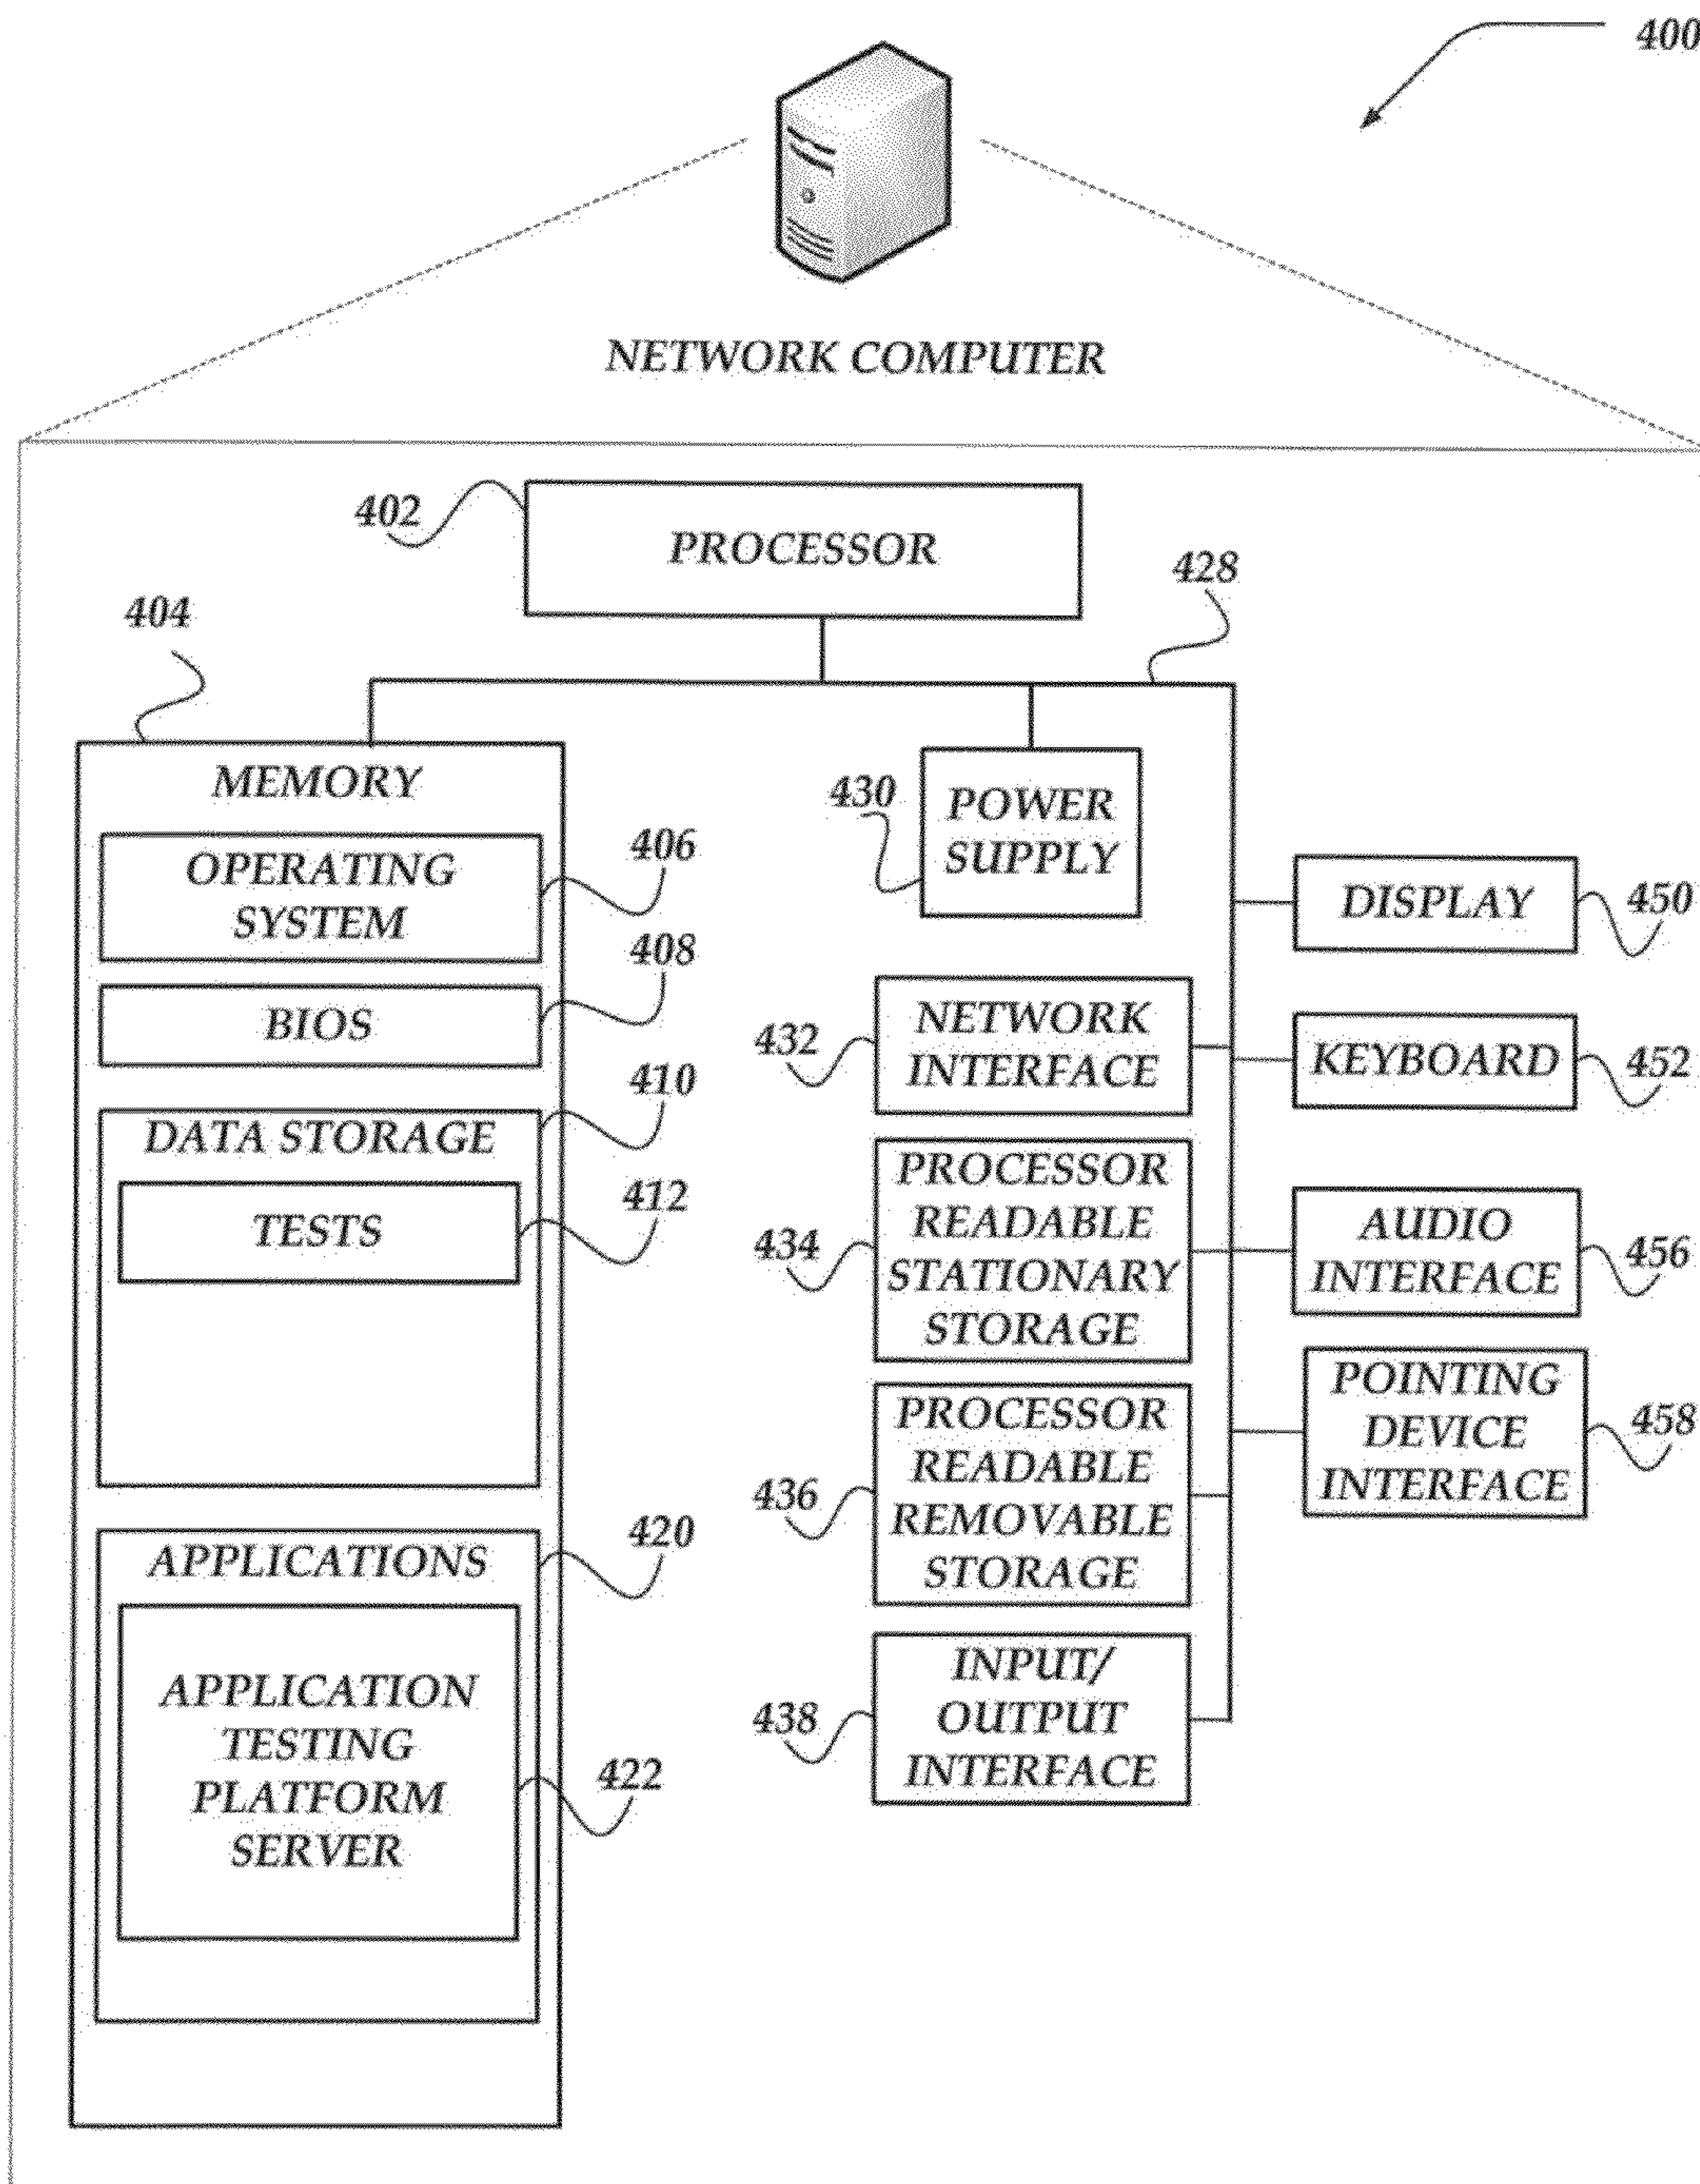 400
NETWORK COMPUTER
402
PROCESSOR
428
404
MEMORY
OPERATING
SYSTEM
406
BIOS
408
DATA STORAGE
410
TESTS
412
APPLICATIONS
420
APPLICATION
TESTING
PLATFORM
SERVER
422
430
POWER
SUPPLY
432
NETWORK
INTERFACE
434
PROCESSOR
READABLE
STATIONARY
STORAGE
436
PROCESSOR
READABLE
REMOVABLE
STORAGE
438
INPUT/
OUTPUT
INTERFACE
DISPLAY
450
KEYBOARD
452
AUDIO
INTERFACE
456
POINTING
DEVICE
INTERFACE
458